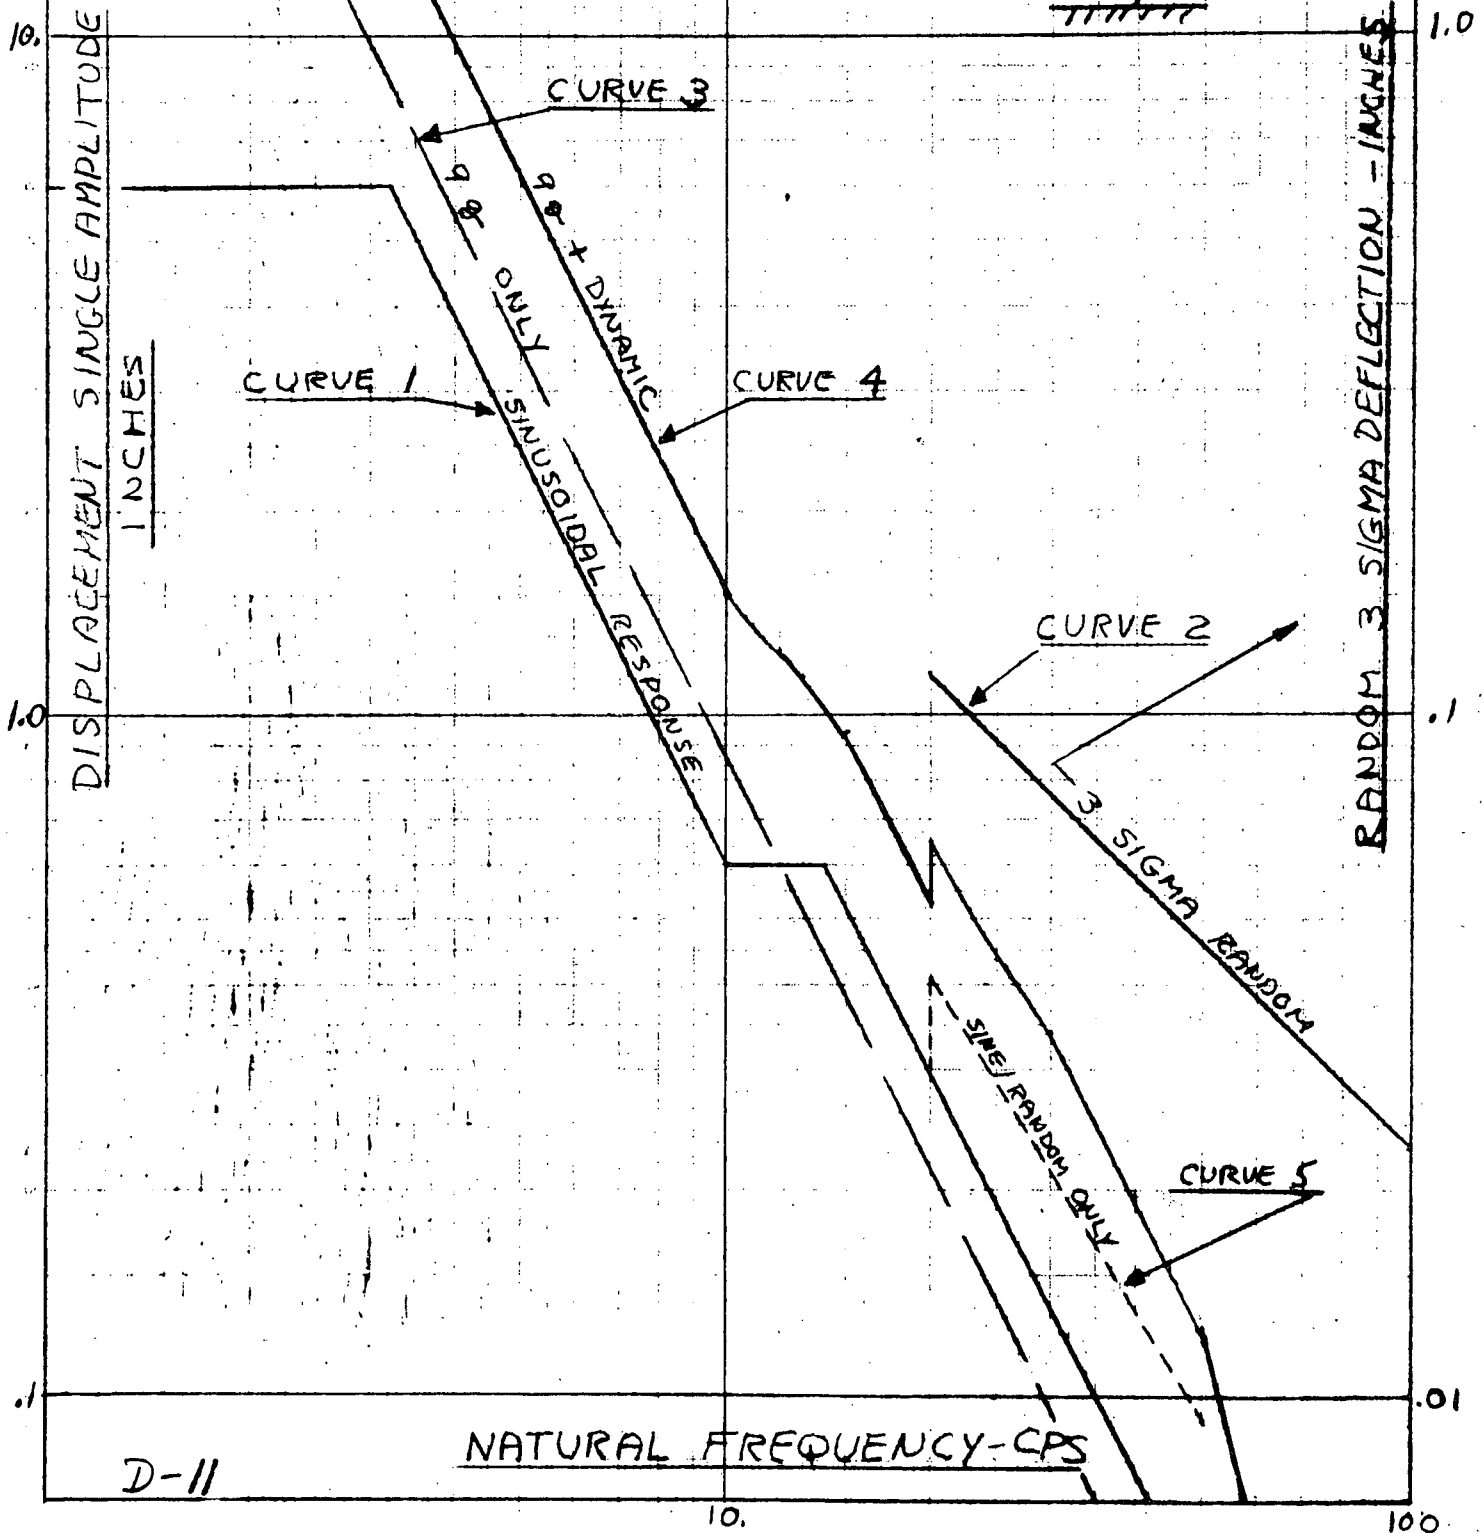 10.
1.0
DISPLACEMENT SINGLE AMPLITUDE
INCHES
RANDOM 3 SIGMA DEFLECTION - INCHES
CURVE 3
9 g ONLY
9 g + DYNAMIC
CURVE 1
SINUSOIDAL RESPONSE
CURVE 4
CURVE 2
3 SIGMA RANDOM
1.0
.1
SINE/RANDOM ONLY
CURVE 5
.1
.01
NATURAL FREQUENCY-CPS
D-11
10.
100.